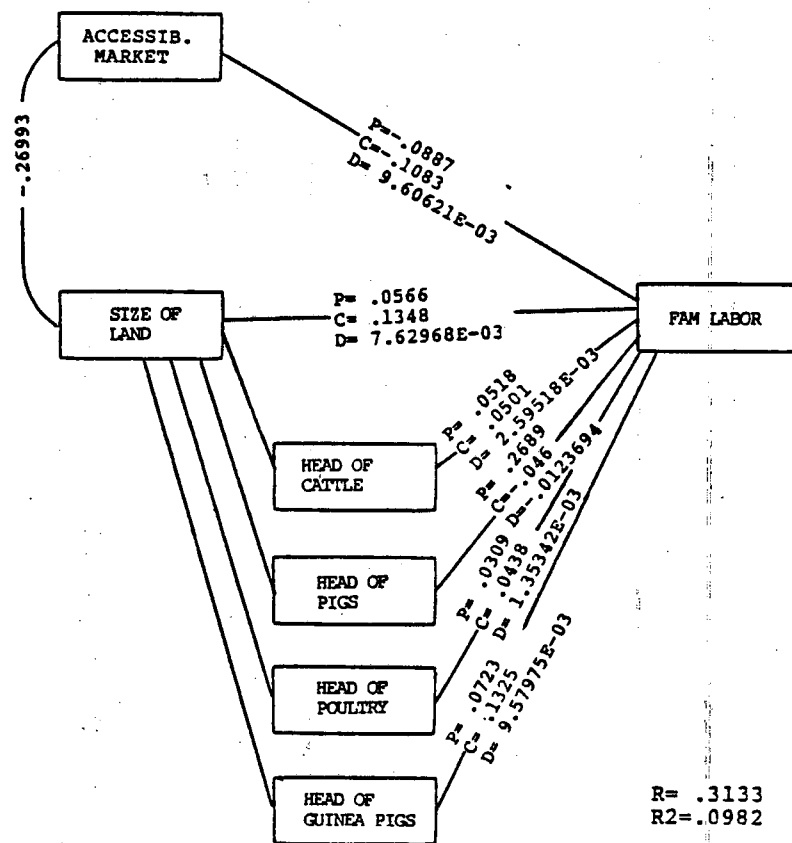 ACCESSIB.
MARKET
-.26993
P=-.0887
C=-.1083
D= 9.60621E-03
SIZE OF
LAND
P= .0566
C= .1348
D= 7.62968E-03
FAM LABOR
HEAD OF
CATTLE
P= .0518
C= .0501
D= 2.59518E-03
HEAD OF
PIGS
P= .2689
C=-.046
D=-.0123694
HEAD OF
POULTRY
P= .0309
C= .0438
D= 1.35342E-03
HEAD OF
GUINEA PIGS
P= .0723
C= .1325
D= 9.57975E-03
R= .3133
R2=.0982